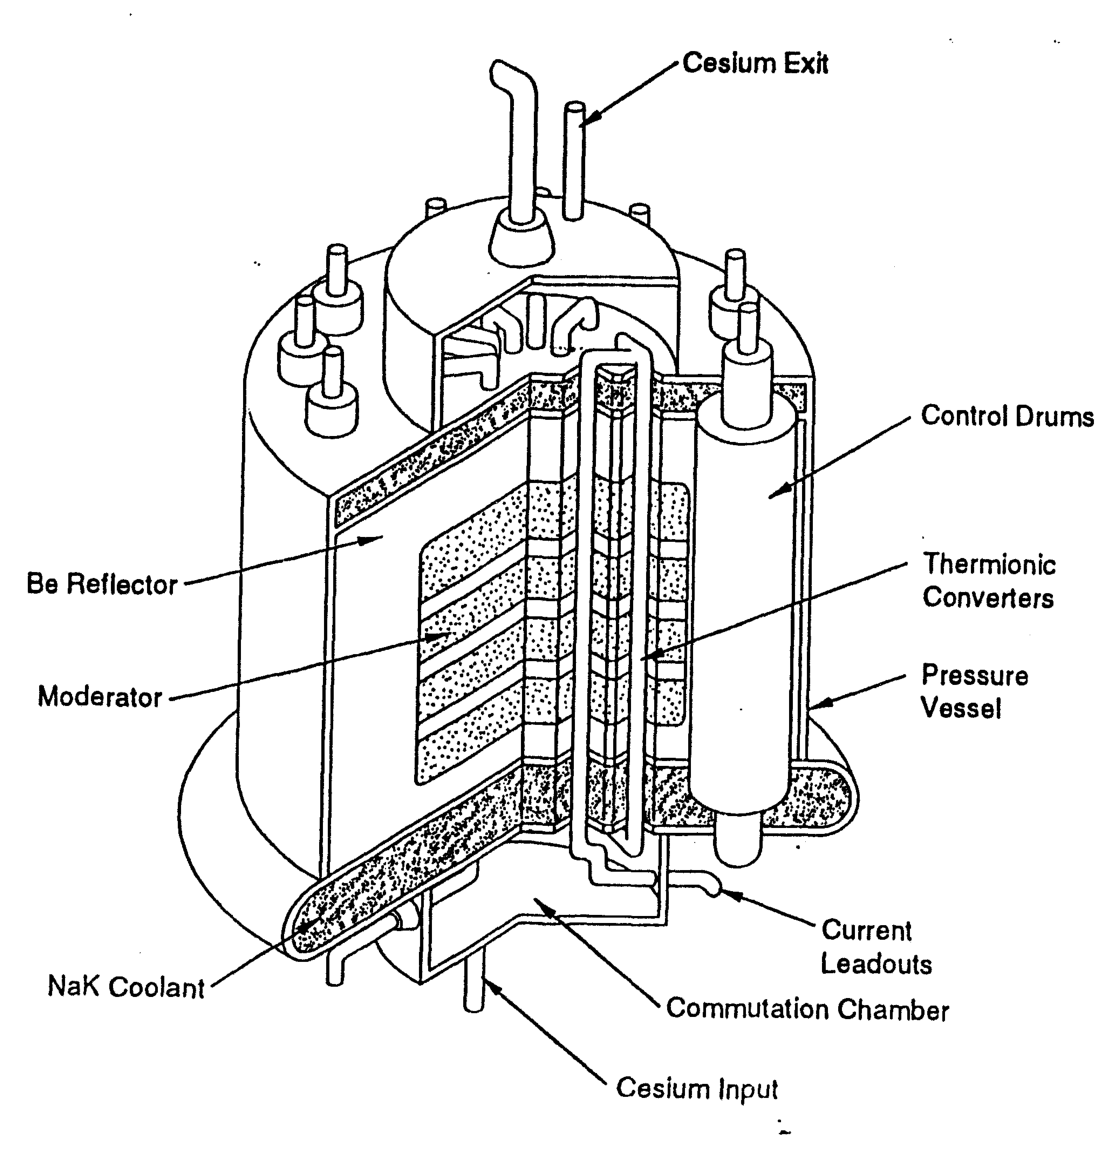 Cesium Exit
Control Drums
Thermionic
Converters
Be Reflector
Pressure
Vessel
Moderator
Current
Leadouts
NaK Coolant
Commutation Chamber
Cesium Input